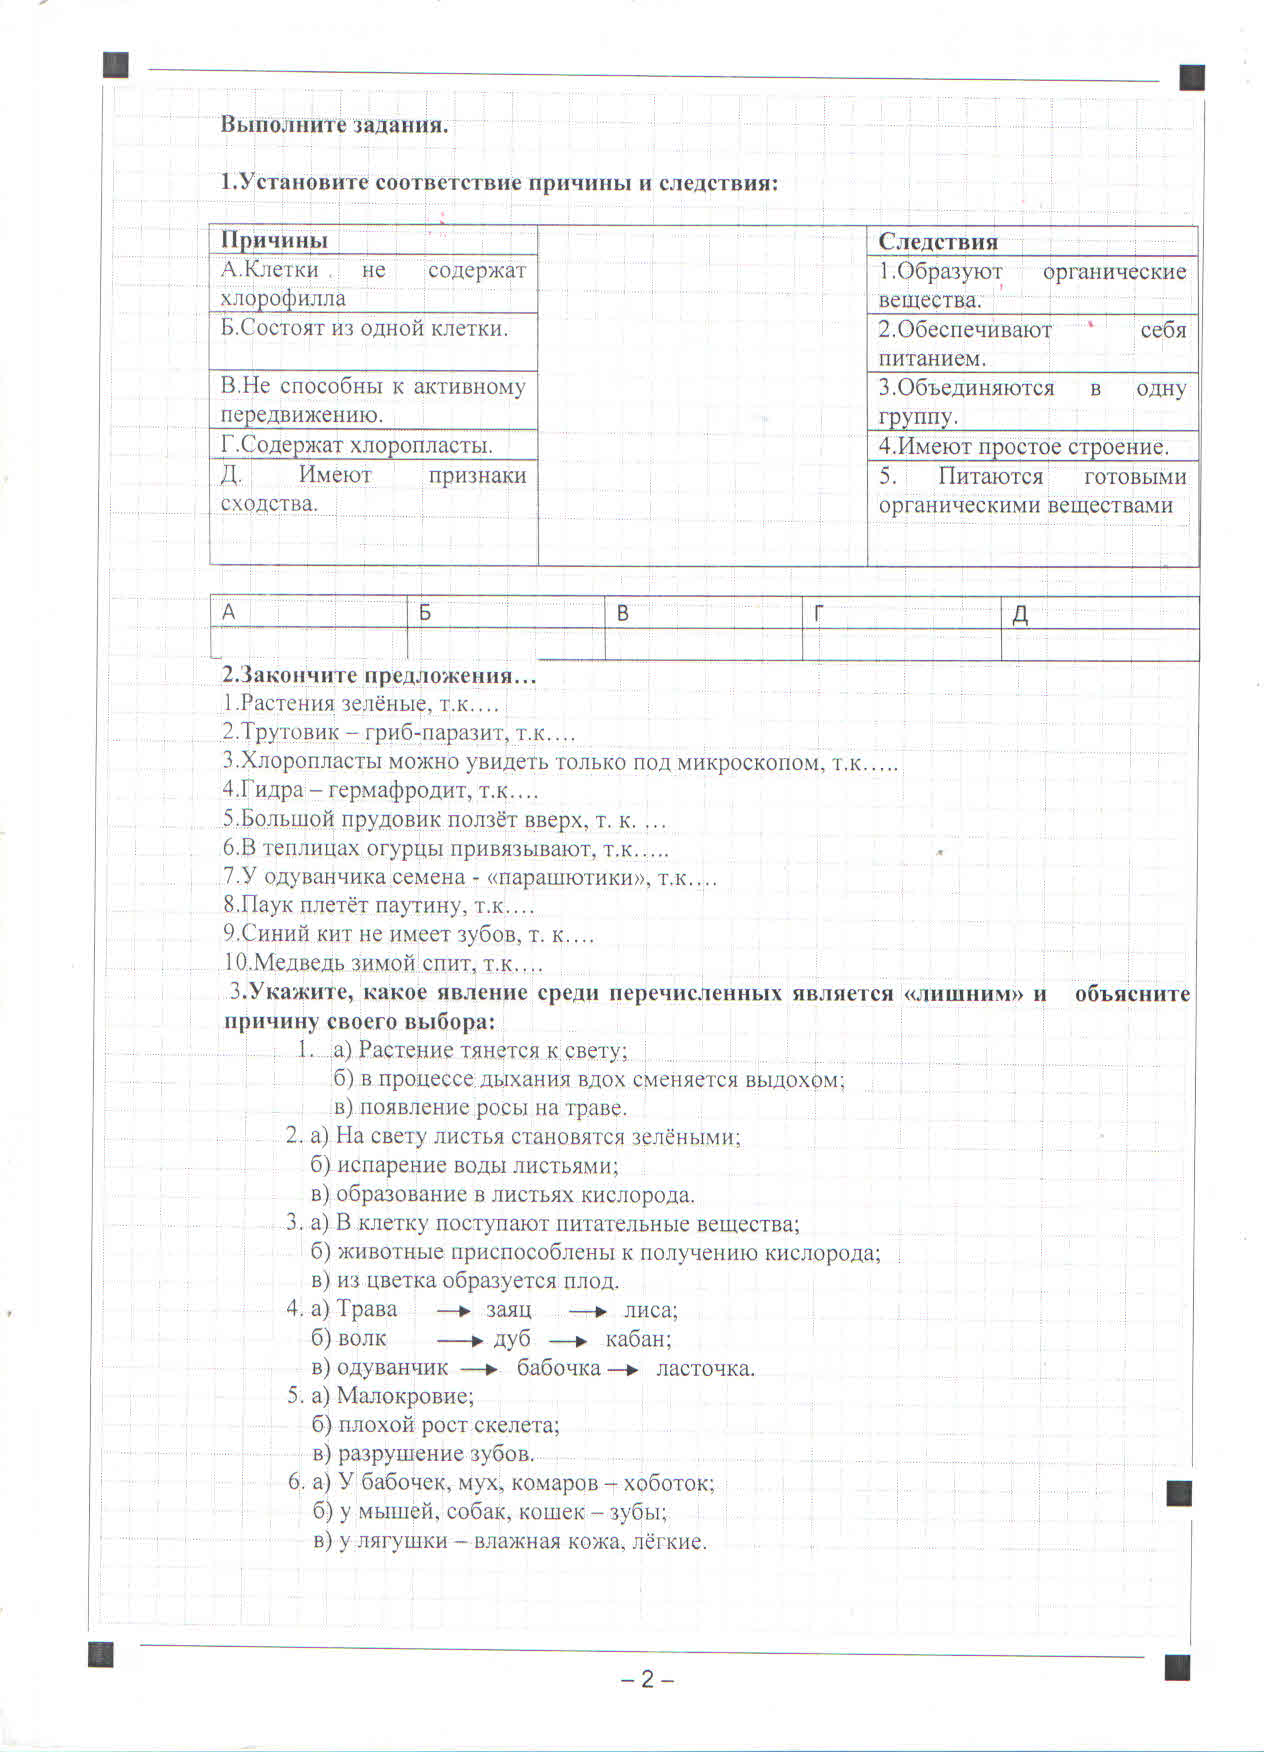 Выполните задания.
1.Установите соответствие причины и следствия:
Причины
Следствия
А.Клетки не содержат
хлорофилла
1.Образуют органические
вещества.
Б.Состоят из одной клетки.
2.Обеспечивают себя
питанием.
В.Не способны к активному
передвижению.
3.Объединяются в одну
группу.
Г.Содержат хлоропласты.
4.Имеют простое строение.
Д. Имеют признаки
сходства.
5. Питаются готовыми
органическими веществами
А Б В Г Д
2.Закончите предложения…
1.Растения зелёные, т.к….
2.Трутовик – гриб-паразит, т.к….
3.Хлоропласты можно увидеть только под микроскопом, т.к…..
4.Гидра – гермафродит, т.к….
5.Большой прудовик ползёт вверх, т. к. …
6.В теплицах огурцы привязывают, т.к…..
7.У одуванчика семена - «парашютики», т.к….
8.Паук плетёт паутину, т.к….
9.Синий кит не имеет зубов, т. к….
10.Медведь зимой спит, т.к….
3.Укажите, какое явление среди перечисленных является «лишним» и объясните
причину своего выбора:
1. а) Растение тянется к свету;
б) в процессе дыхания вдох сменяется выдохом;
в) появление росы на траве.
2. а) На свету листья становятся зелёными;
б) испарение воды листьями;
в) образование в листьях кислорода.
3. а) В клетку поступают питательные вещества;
б) животные приспособлены к получению кислорода;
в) из цветка образуется плод.
4. а) Трава → заяц → лиса;
б) волк → дуб → кабан;
в) одуванчик → бабочка → ласточка.
5. а) Малокровие;
б) плохой рост скелета;
в) разрушение зубов.
6. а) У бабочек, мух, комаров – хоботок;
б) у мышей, собак, кошек – зубы;
в) у лягушки – влажная кожа, лёгкие.
– 2 –